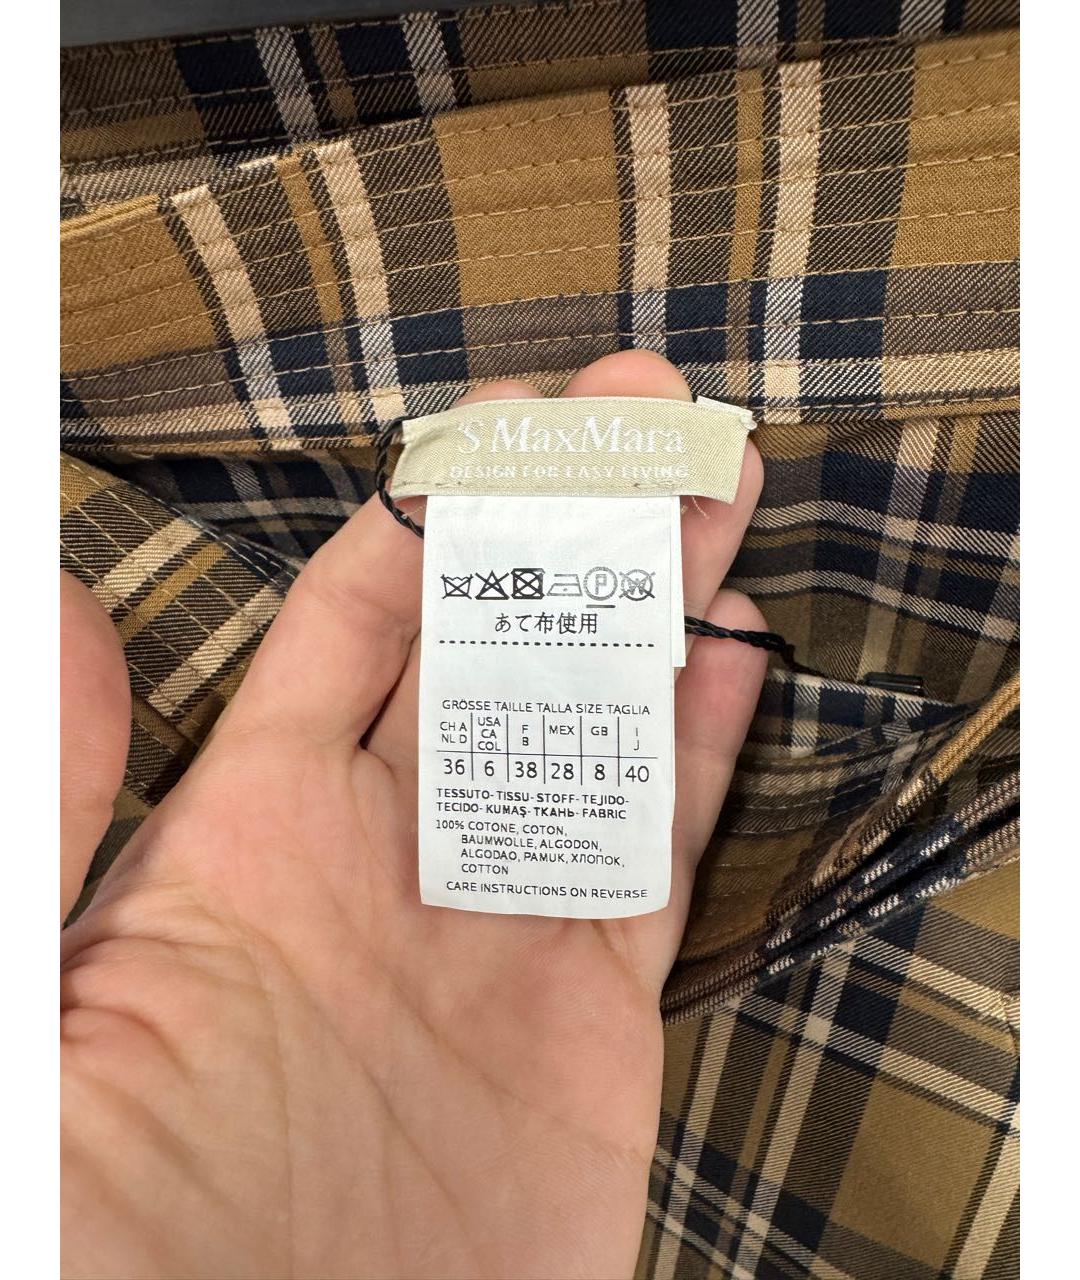 'S MaxMara
DESIGN FOR EASY LIVING
P W
あて布使用
GRÖSSE TAILLE TALLA SIZE TAGLIA
CH A NL D USA CA COL F B MEX GB I J
36 6 38 28 8 40
TESSUTO-TISSU-STOFF-TEJIDO-
TECIDO-KUMAŞ-ТКАНЬ-FABRIC
100% COTONE, COTON,
BAUMWOLLE, ALGODON,
ALGODAO, PAMUK, ХЛОПОК,
COTTON
CARE INSTRUCTIONS ON REVERSE